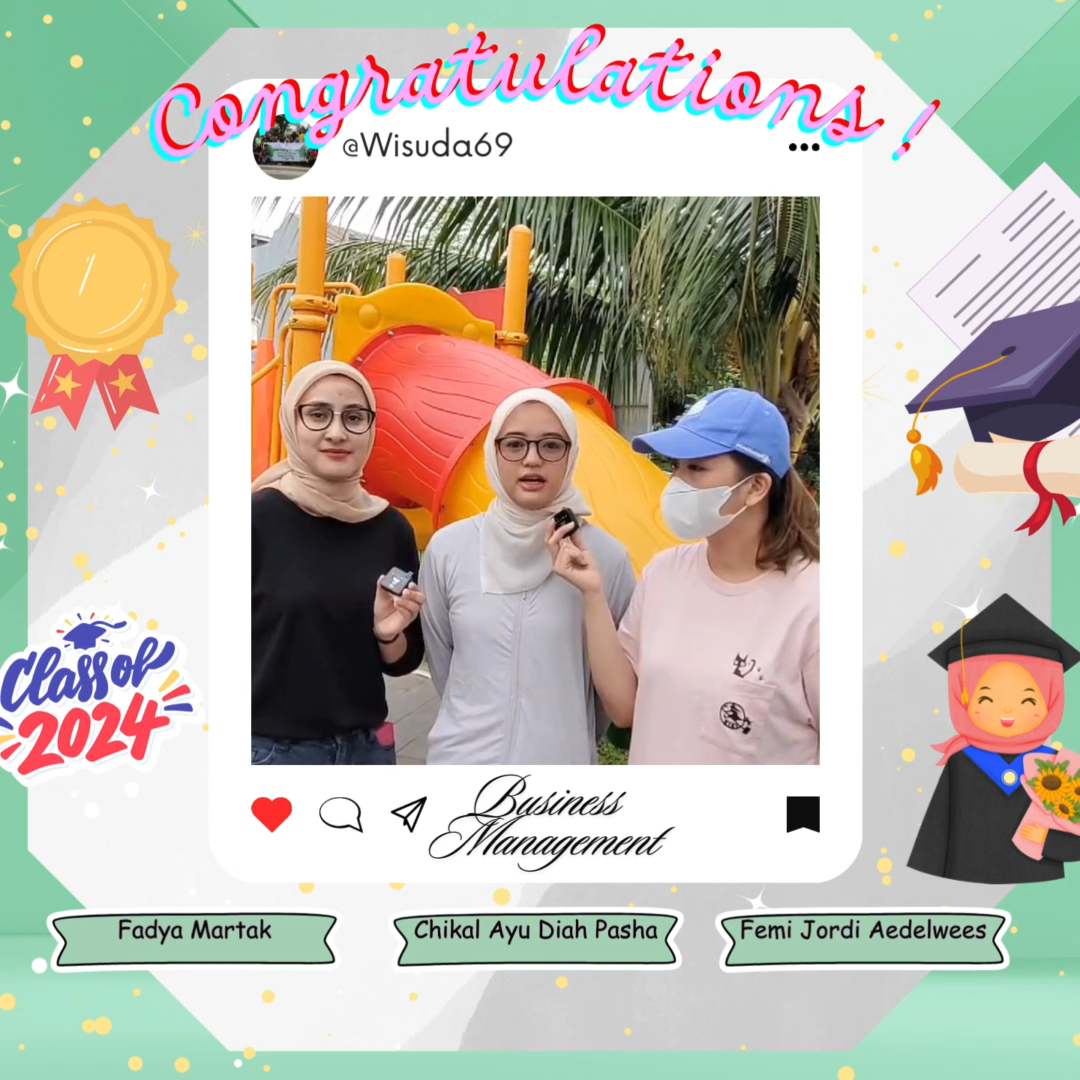 Congratulations !
@Wisuda69
Class of
2024
Business
Management
Fadya Martak
Chikal Ayu Diah Pasha
Femi Jordi Aedelwees